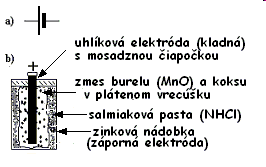 a)
b)
+
uhlíková elektróda (kladná)
s mosadznou čiapočkou
zmes burelu (MnO) a koksu
v plátenom vrecúšku
salmiaková pasta (NHCl)
zinková nádobka
(záporná elektróda)